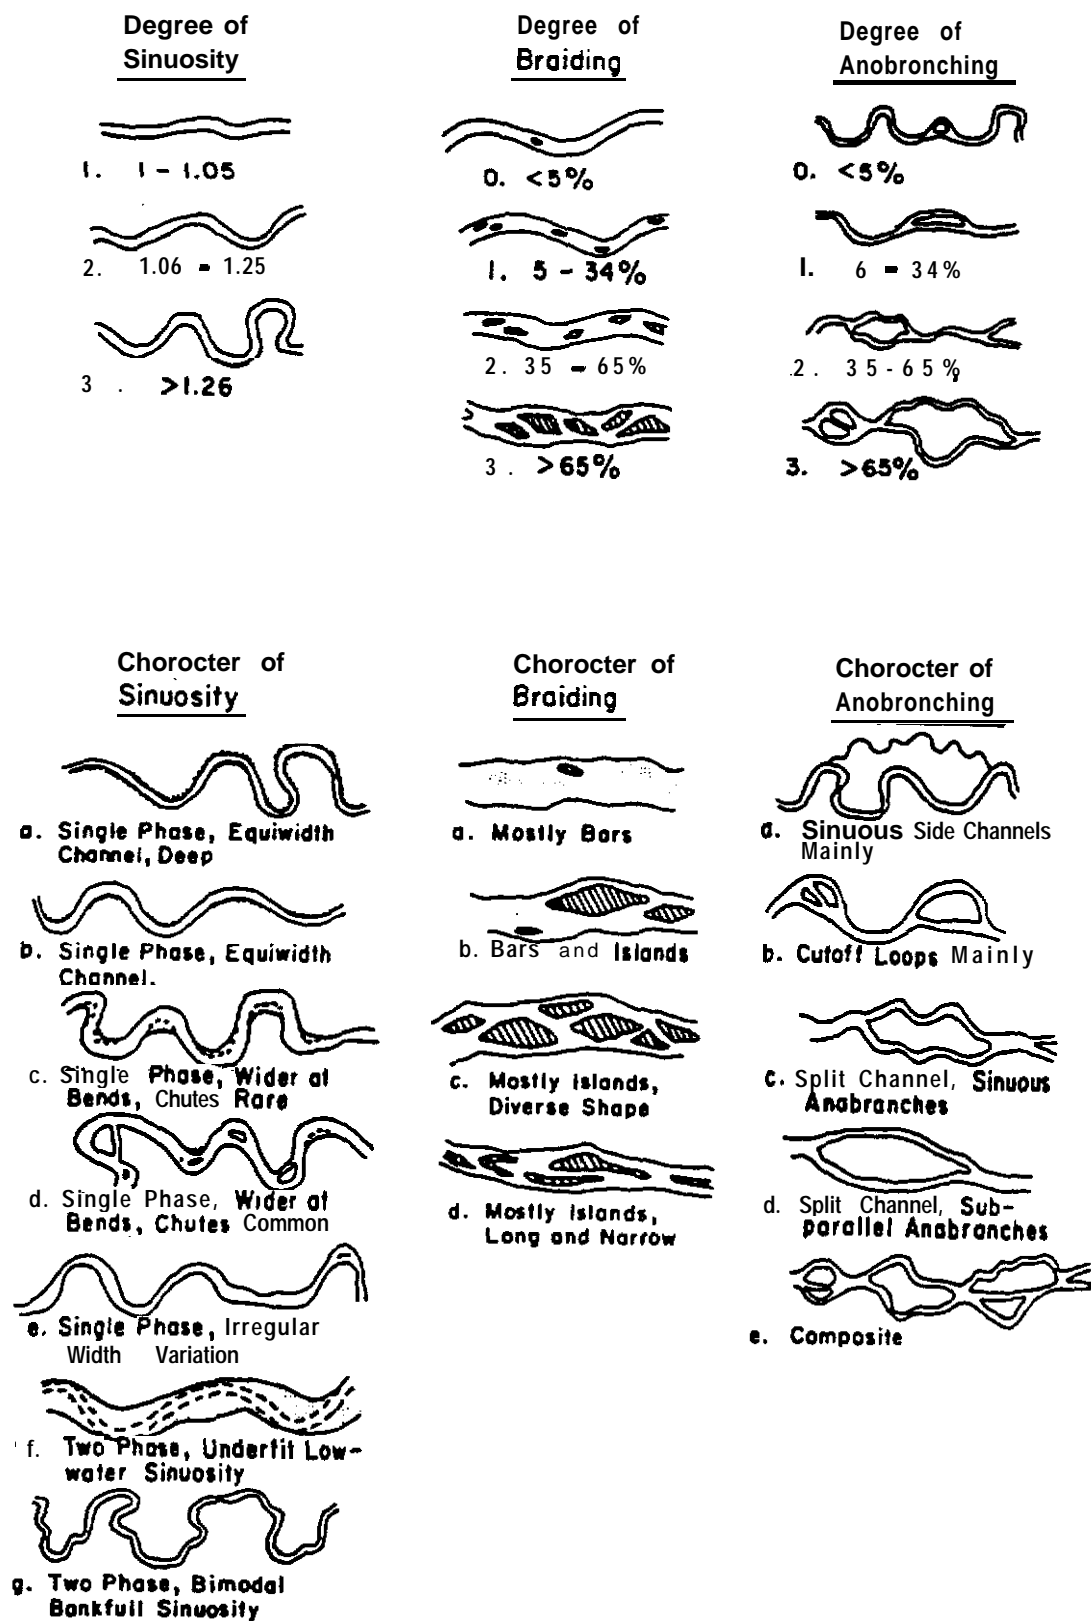 Degree of
Sinuosity
1. 1 - 1.05
2. 1.06 - 1.25
3 . >1.26
Degree of
Braiding
0. <5%
1. 5 - 34%
2. 35 - 65%
3 . >65%
Degree of
Anobronching
0. <5%
1. 6 - 34%
2. 35-65%
3. >65%
Chorocter of
Sinuosity
a. Single Phase, Equiwidth
Channel, Deep
b. Single Phase, Equiwidth
Channel.
c. Single Phase, Wider at
Bends, Chutes Rare
d. Single Phase, Wider at
Bends, Chutes Common
e. Single Phase, Irregular
Width Variation
f. Two Phase, Underfit Low-
water Sinuosity
g. Two Phase, Bimodal
Bankfull Sinuosity
Chorocter of
Braiding
a. Mostly Bars
b. Bars and Islands
c. Mostly Islands,
Diverse Shape
d. Mostly Islands,
Long and Narrow
Chorocter of
Anobronching
a. Sinuous Side Channels
Mainly
b. Cutoff Loops Mainly
c. Split Channel, Sinuous
Anabranches
d. Split Channel, Sub-
parallel Anabranches
e. Composite